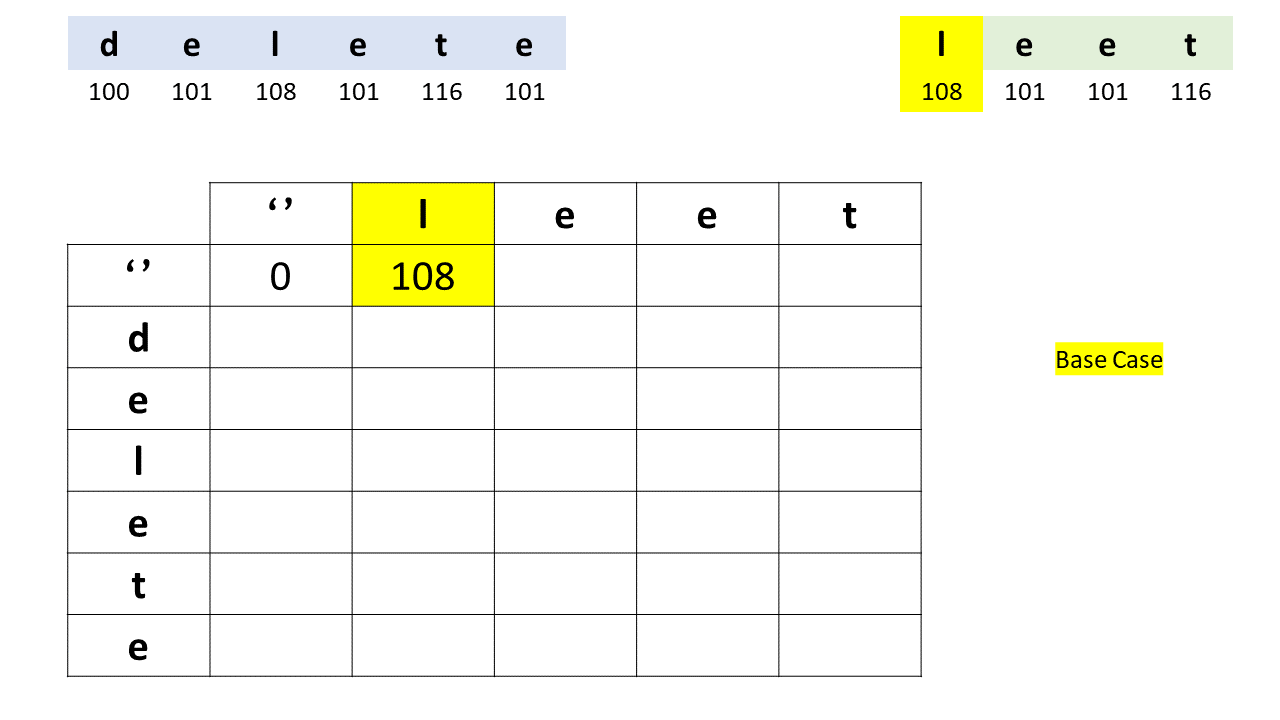 d e l e t e
100 101 108 101 116 101
l e e t
108 101 101 116
‘’ l e e t
‘’ 0 108
d
e
l
e
t
e
Base Case